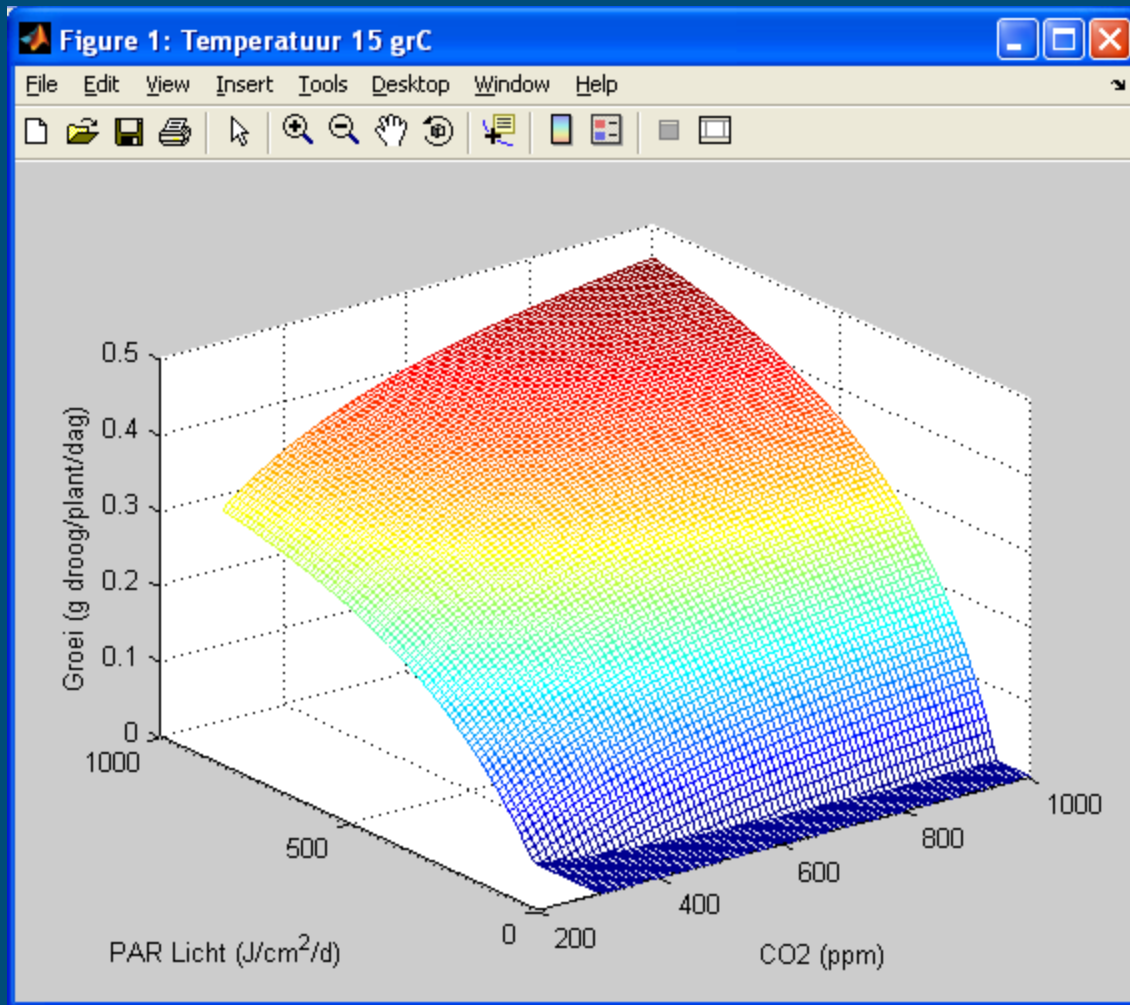 Figure 1: Temperatuur 15 grC
File Edit View Insert Tools Desktop Window Help
0.5
0.4
0.3
0.2
0.1
0
Groei (g droog/plant/dag)
1000
500
0
PAR Licht (J/cm²/d)
200
400
600
800
1000
CO2 (ppm)